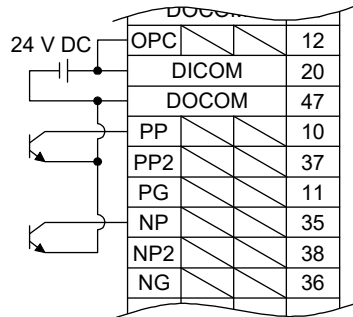 DOCOM
24 V DC
OPC 12
DICOM 20
DOCOM 47
PP 10
PP2 37
PG 11
NP 35
NP2 38
NG 36